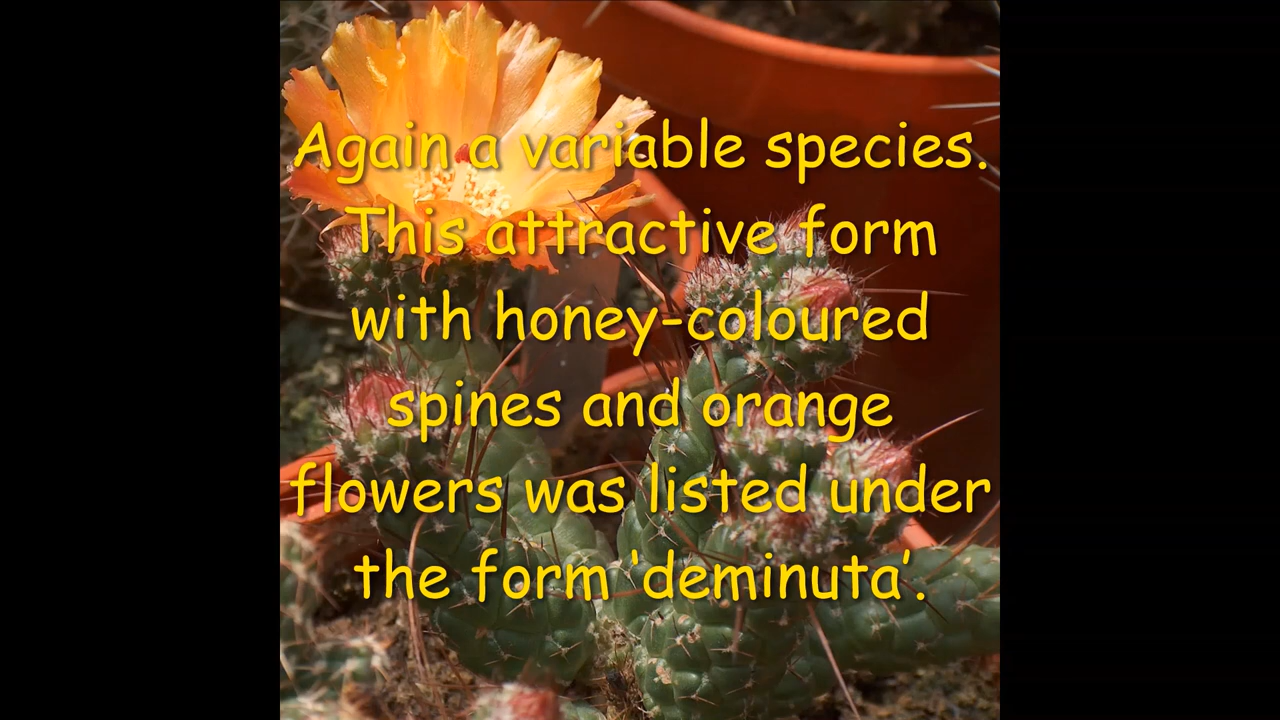 Again a variable species.
This attractive form
with honey-coloured
spines and orange
flowers was listed under
the form ‘deminuta’.